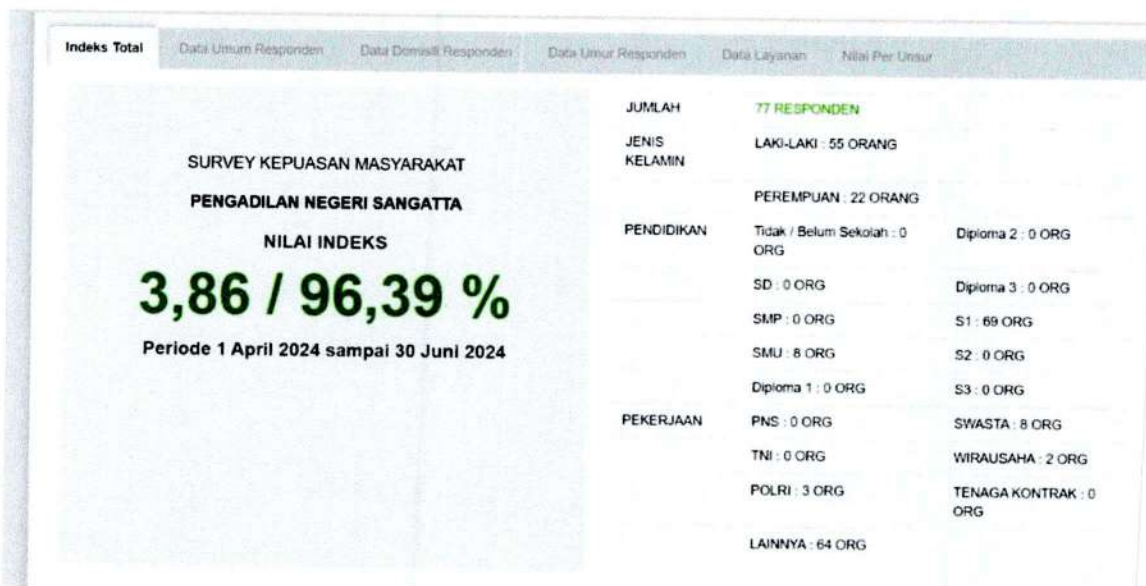 Indeks Total Data Umum Responden Data Domisili Responden Data Umur Responden Data Layanan Nilai Per Unsur
SURVEY KEPUASAN MASYARAKAT
PENGADILAN NEGERI SANGATTA
NILAI INDEKS
3,86 / 96,39 %
Periode 1 April 2024 sampai 30 Juni 2024
JUMLAH 77 RESPONDEN
JENIS LAKI-LAKI : 55 ORANG
KELAMIN
PEREMPUAN : 22 ORANG
PENDIDIKAN Tidak / Belum Sekolah : 0 Diploma 2 : 0 ORG
ORG
SD : 0 ORG Diploma 3 : 0 ORG
SMP : 0 ORG S1 : 69 ORG
SMU : 8 ORG S2 : 0 ORG
Diploma 1 : 0 ORG S3 : 0 ORG
PEKERJAAN PNS : 0 ORG SWASTA : 8 ORG
TNI : 0 ORG WIRAUSAHA : 2 ORG
POLRI : 3 ORG TENAGA KONTRAK : 0
ORG
LAINNYA : 64 ORG